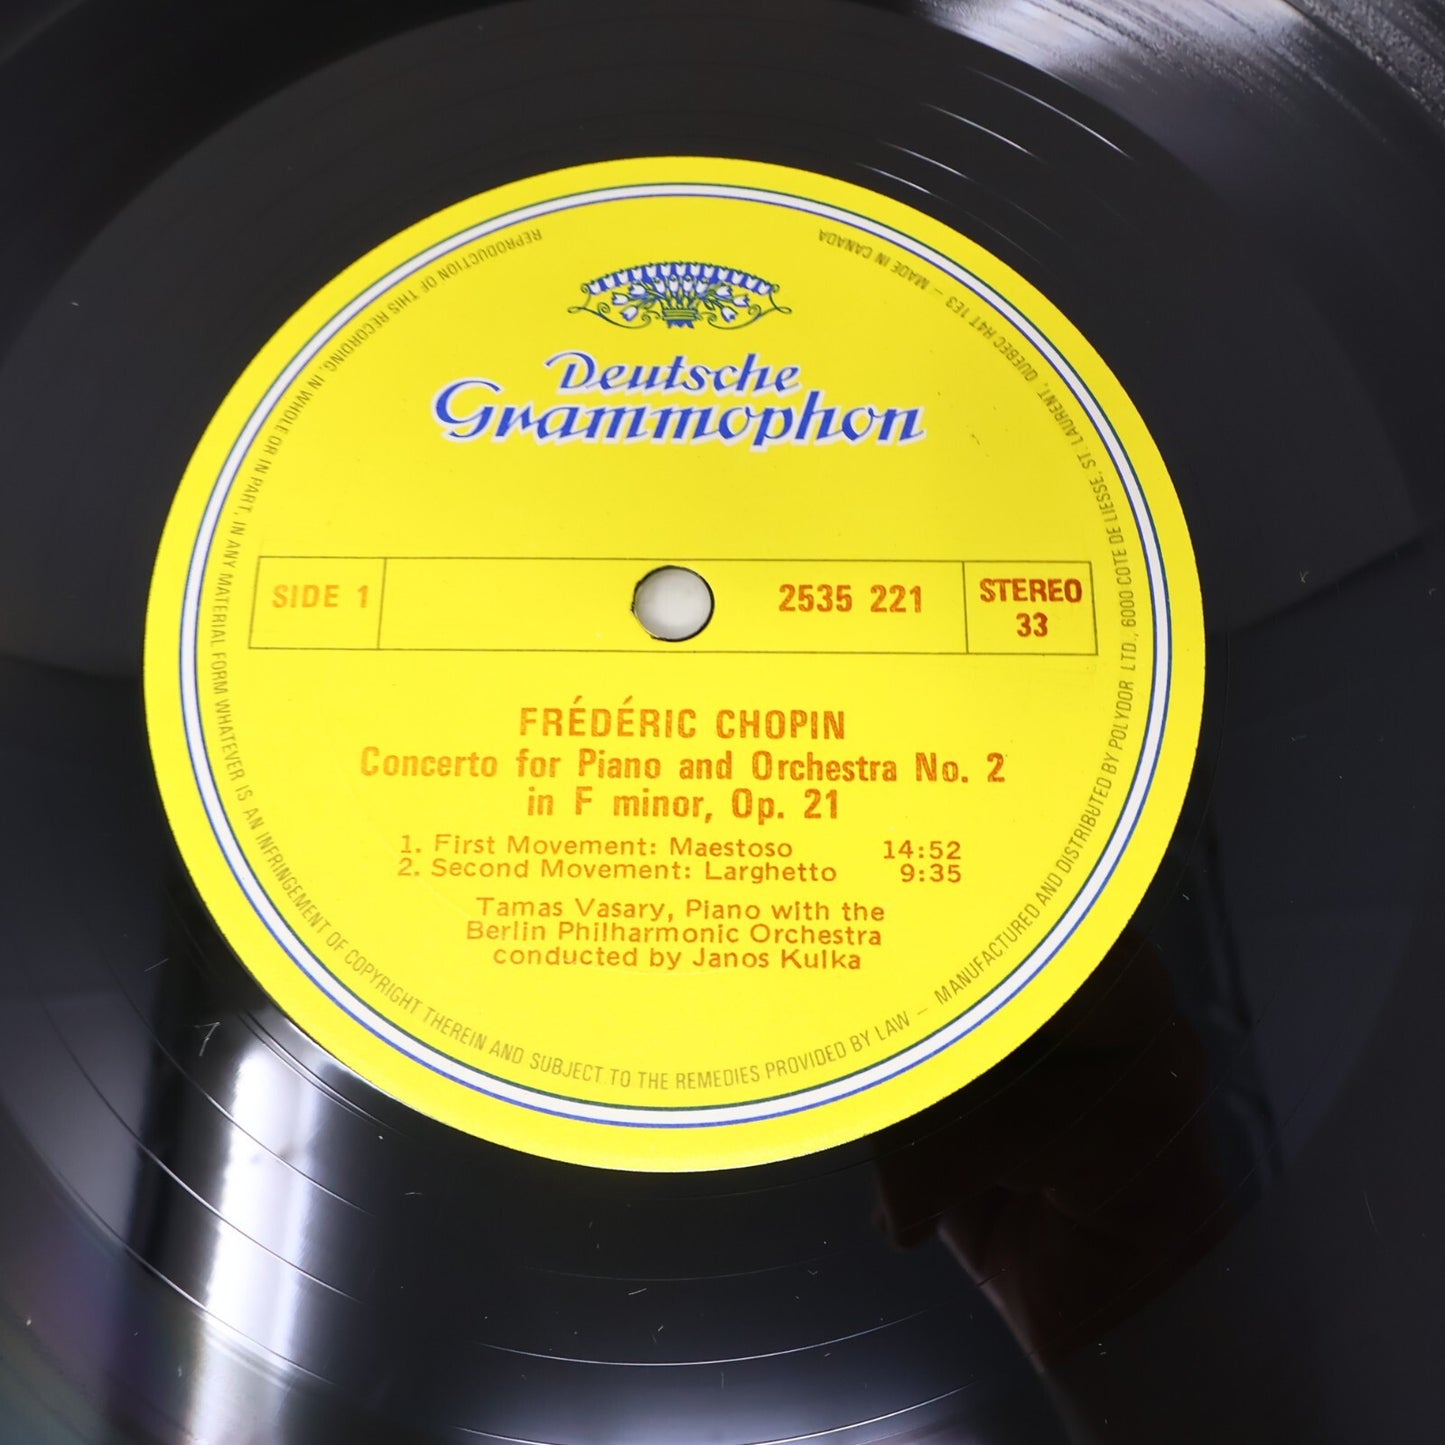 Deutsche
Grammophon
SIDE 1
2535 221
STEREO
33
FRÉDÉRIC CHOPIN
Concerto for Piano and Orchestra No. 2
in F minor, Op. 21
1. First Movement: Maestoso 14:52
2. Second Movement: Larghetto 9:35
Tamas Vasary, Piano with the
Berlin Philharmonic Orchestra
conducted by Janos Kulka
REPRODUCTION OF THIS RECORDING, IN WHOLE OR IN PART, IN ANY MATERIAL FORM WHATEVER IS AN INFRINGEMENT OF COPYRIGHT THEREIN AND SUBJECT TO THE REMEDIES PROVIDED BY LAW – MANUFACTURED AND DISTRIBUTED BY POLYDOR LTD., 6000 COTE DE LIESSE, ST. LAURENT, QUEBEC H4T 1E3 – MADE IN CANADA